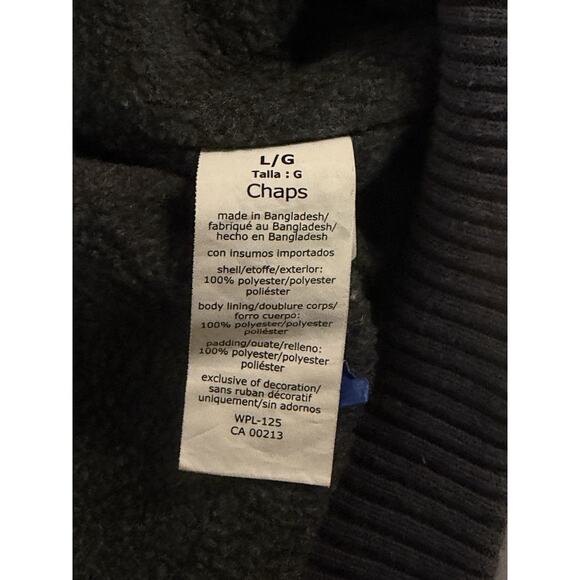 L/G
Talla : G
Chaps
made in Bangladesh/
fabriqué au Bangladesh/
hecho en Bangladesh
con insumos importados
shell/etoffe/exterior:
100% polyester/polyester
poliéster
body lining/doublure corps/
forro cuerpo:
100% polyester/polyester
poliéster
padding/ouate/relleno:
100% polyester/polyester
poliéster
exclusive of decoration/
sans ruban décoratif
uniquement/sin adornos
WPL-125
CA 00213